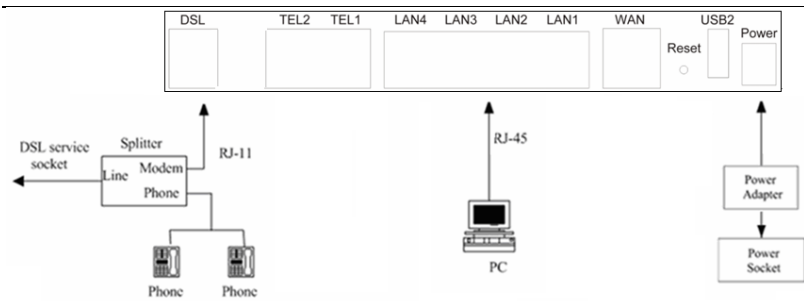 DSL TEL2 TEL1 LAN4 LAN3 LAN2 LAN1 WAN USB2
Power
Reset
DSL service
socket
Splitter
Line
Modem
Phone
RJ-11
RJ-45
Power
Adapter
Phone
Phone
PC
Power
Socket